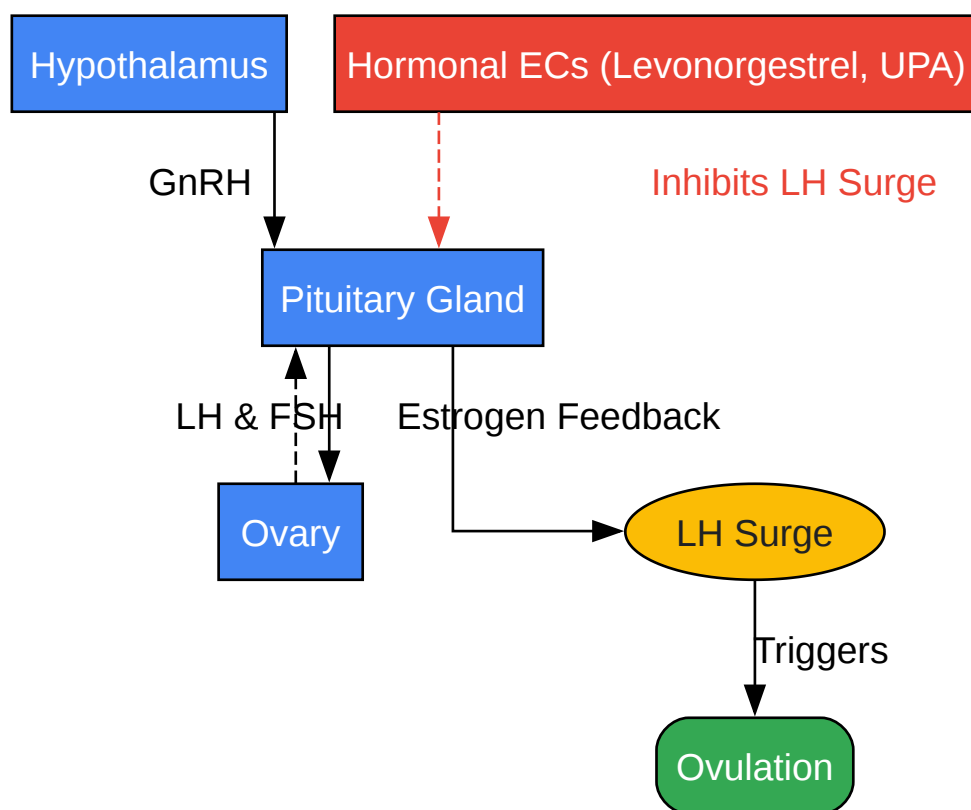 Hypothalamus
Hormonal ECs (Levonorgestrel, UPA)
GnRH
Inhibits LH Surge
Pituitary Gland
LH & FSH
Estrogen Feedback
Ovary
LH Surge
Triggers
Ovulation